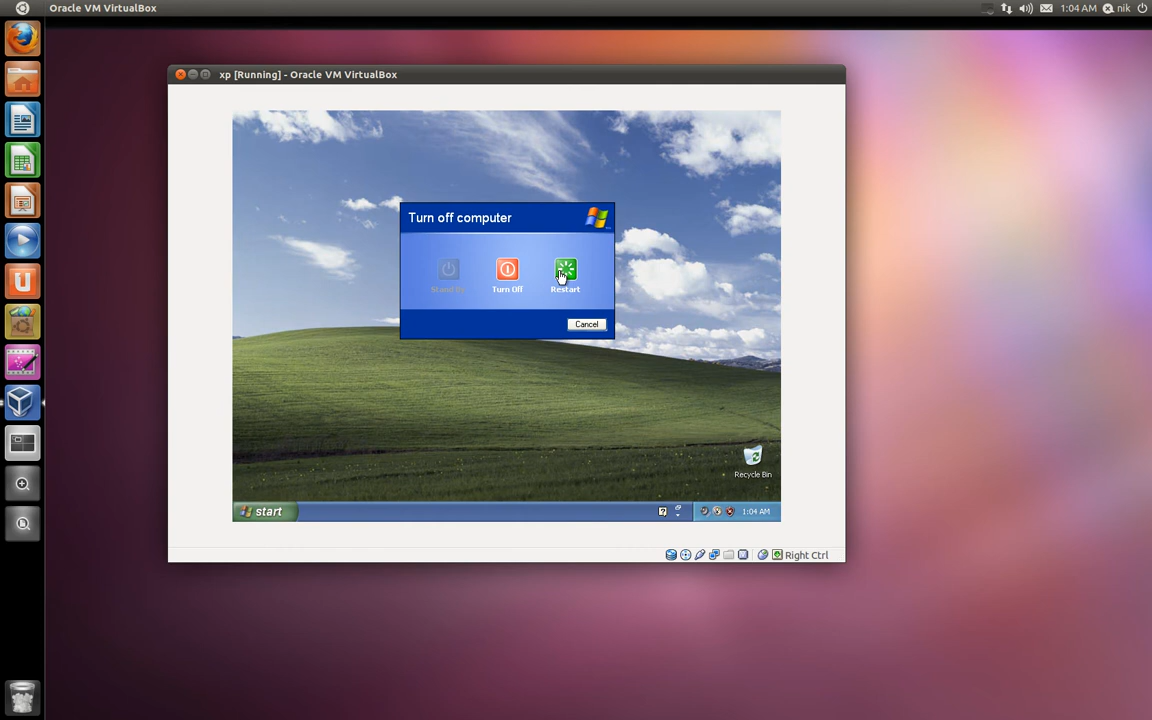 Oracle VM VirtualBox
1:04 AM nik
xp [Running] - Oracle VM VirtualBox
Turn off computer
Stand By
Turn Off
Restart
Cancel
Recycle Bin
start
1:04 AM
Right Ctrl